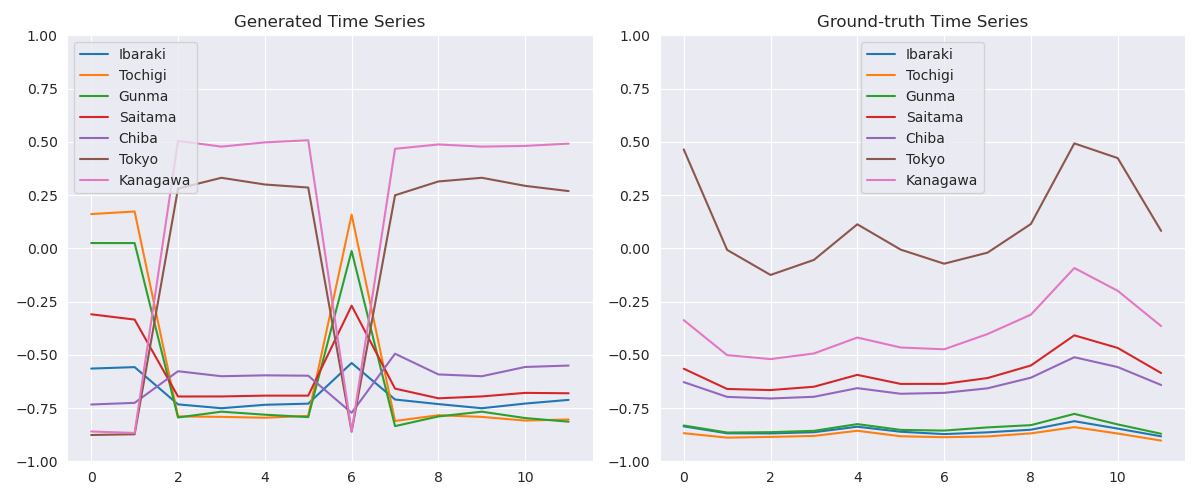 Generated Time Series
1.00
0.75
0.50
0.25
0.00
−0.25
−0.50
−0.75
−1.00
0 2 4 6 8 10
Ibaraki
Tochigi
Gunma
Saitama
Chiba
Tokyo
Kanagawa
Ground-truth Time Series
1.00
0.75
0.50
0.25
0.00
−0.25
−0.50
−0.75
−1.00
0 2 4 6 8 10
Ibaraki
Tochigi
Gunma
Saitama
Chiba
Tokyo
Kanagawa